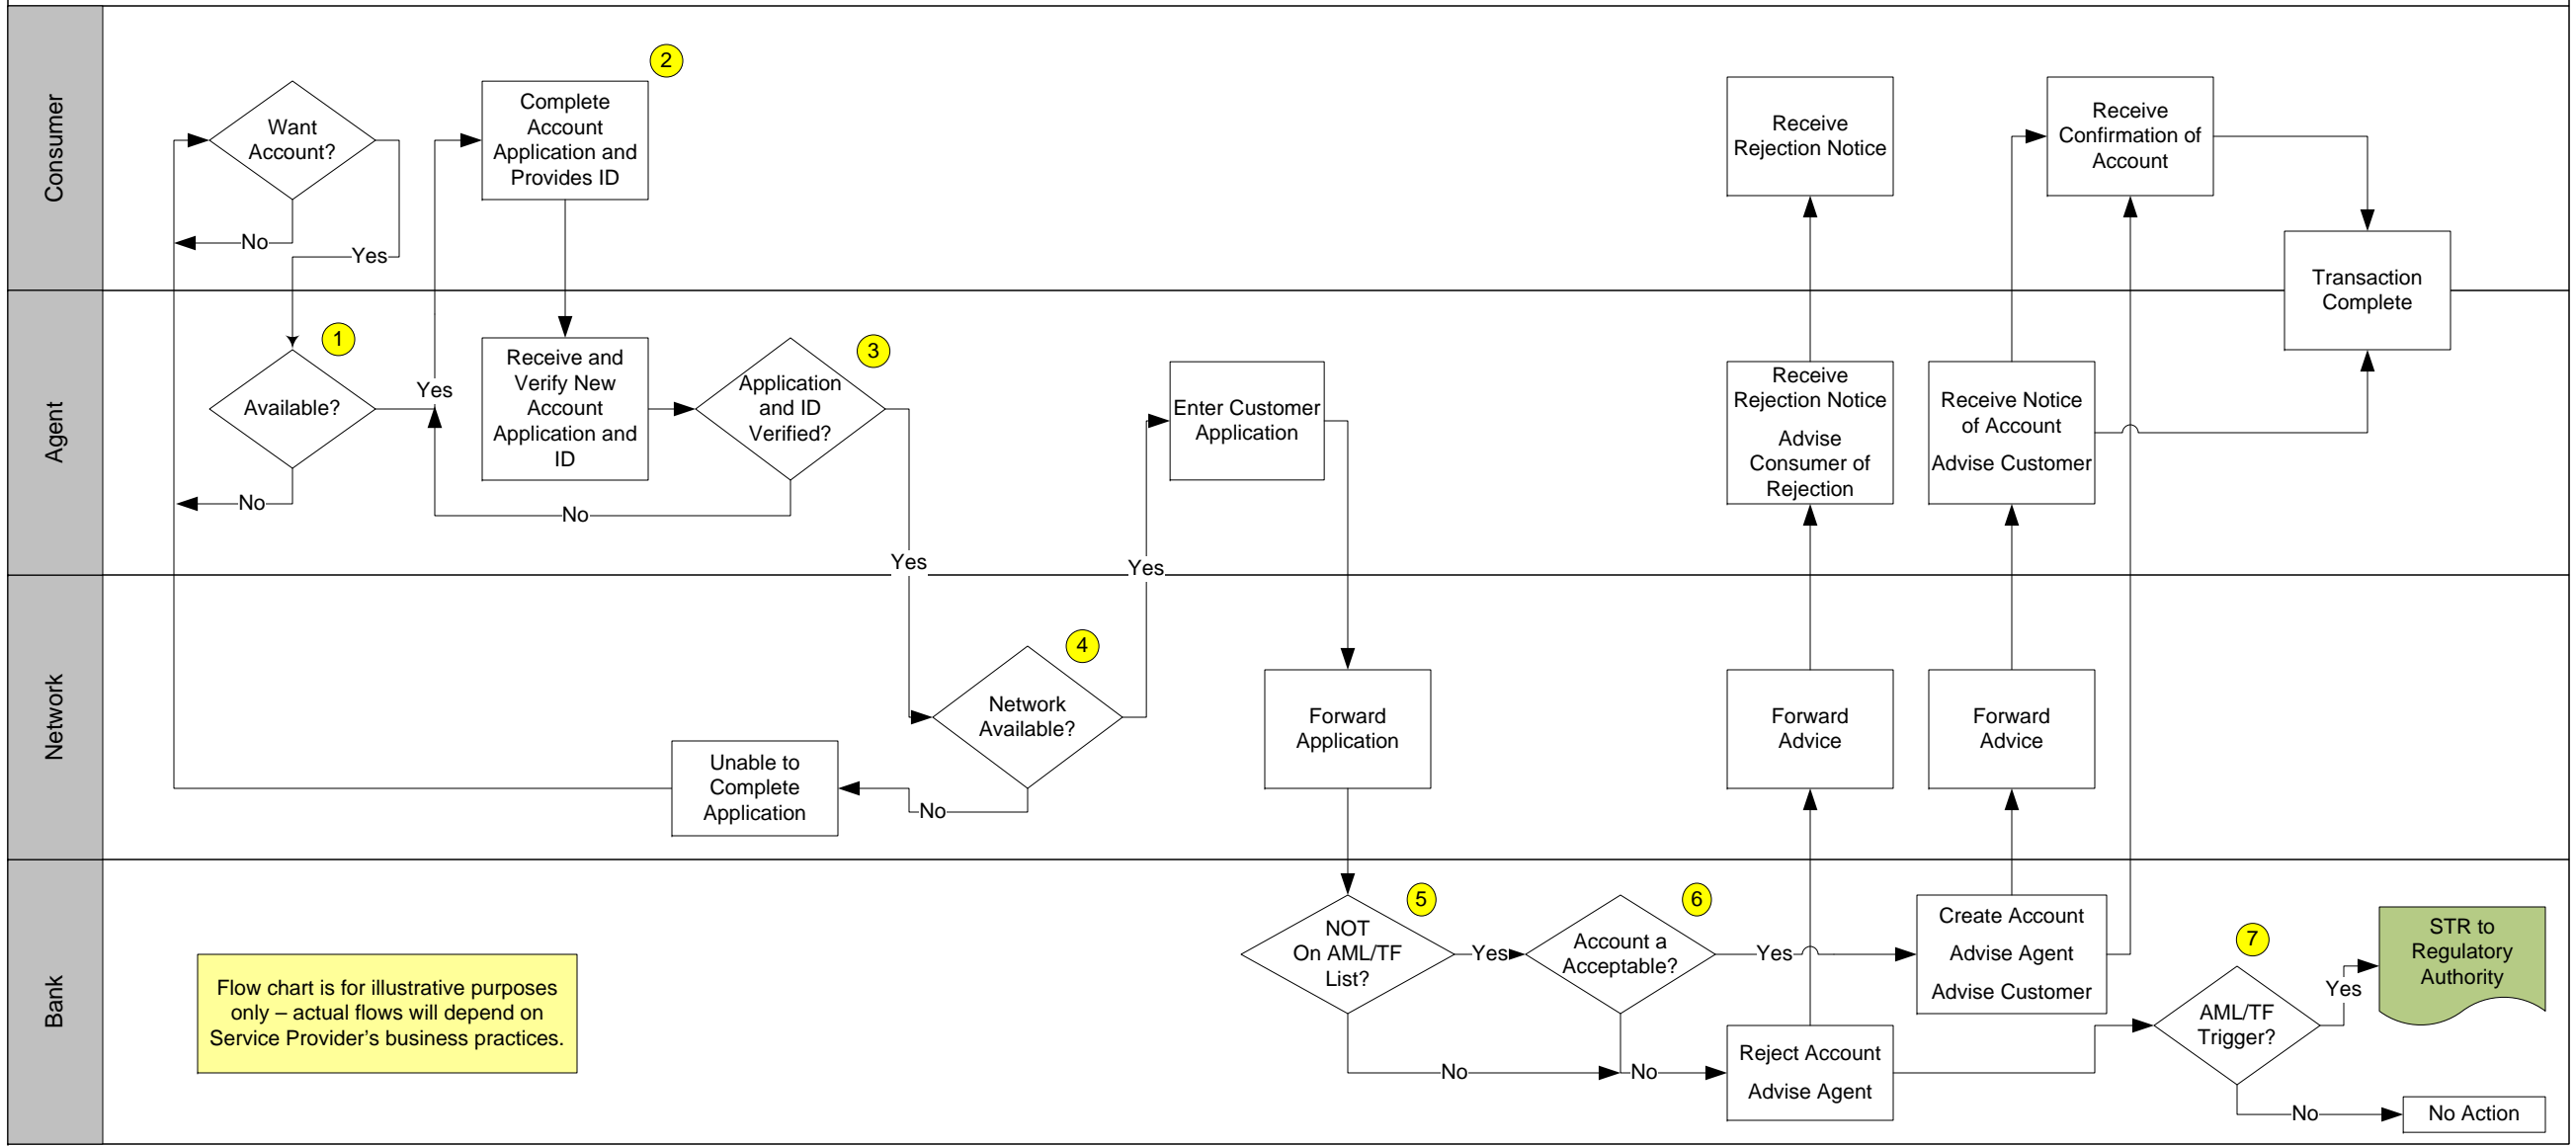 Consumer
Want
Account?
No
Yes
2
Complete
Account
Application and
Provides ID
Receive
Rejection Notice
Receive
Confirmation of
Account
Transaction
Complete
Agent
1
Available?
No
Yes
Receive and
Verify New
Account
Application and
ID
3
Application
and ID
Verified?
No
Yes
Yes
Enter Customer
Application
Receive
Rejection Notice
Advise
Consumer of
Rejection
Receive Notice
of Account
Advise Customer
Network
Unable to
Complete
Application
No
4
Network
Available?
Forward
Application
Forward
Advice
Forward
Advice
Bank
Flow chart is for illustrative purposes
only – actual flows will depend on
Service Provider's business practices.
5
NOT
On AML/TF
List?
Yes
No
6
Account a
Acceptable?
Yes
No
Reject Account
Advise Agent
Create Account
Advise Agent
Advise Customer
7
AML/TF
Trigger?
Yes
STR to
Regulatory
Authority
No
No Action